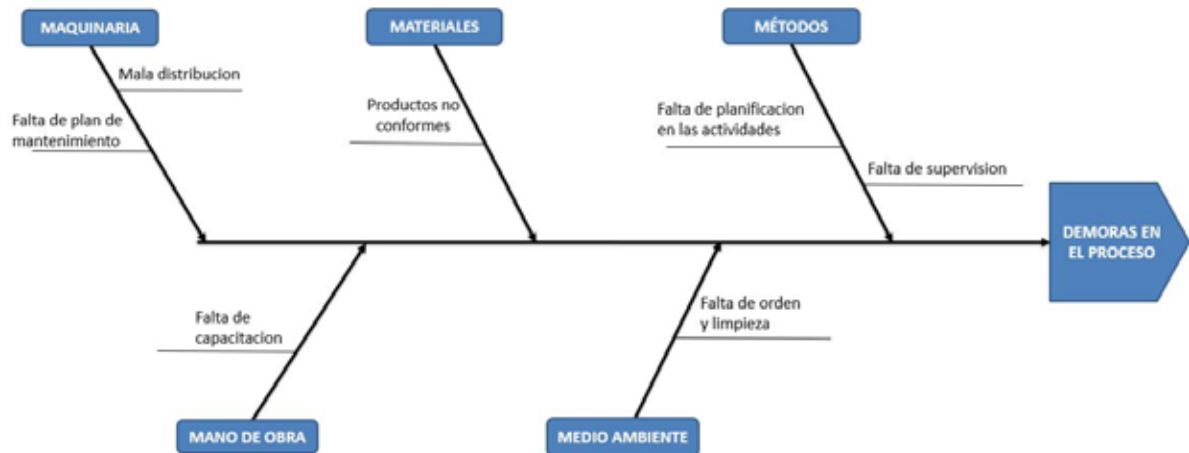 MAQUINARIA
MATERIALES
MÉTODOS
Mala distribucion
Falta de plan de
mantenimiento
Productos no
conformes
Falta de planificacion
en las actividades
Falta de supervision
DEMORAS EN
EL PROCESO
Falta de
capacitacion
Falta de orden
y limpieza
MANO DE OBRA
MEDIO AMBIENTE